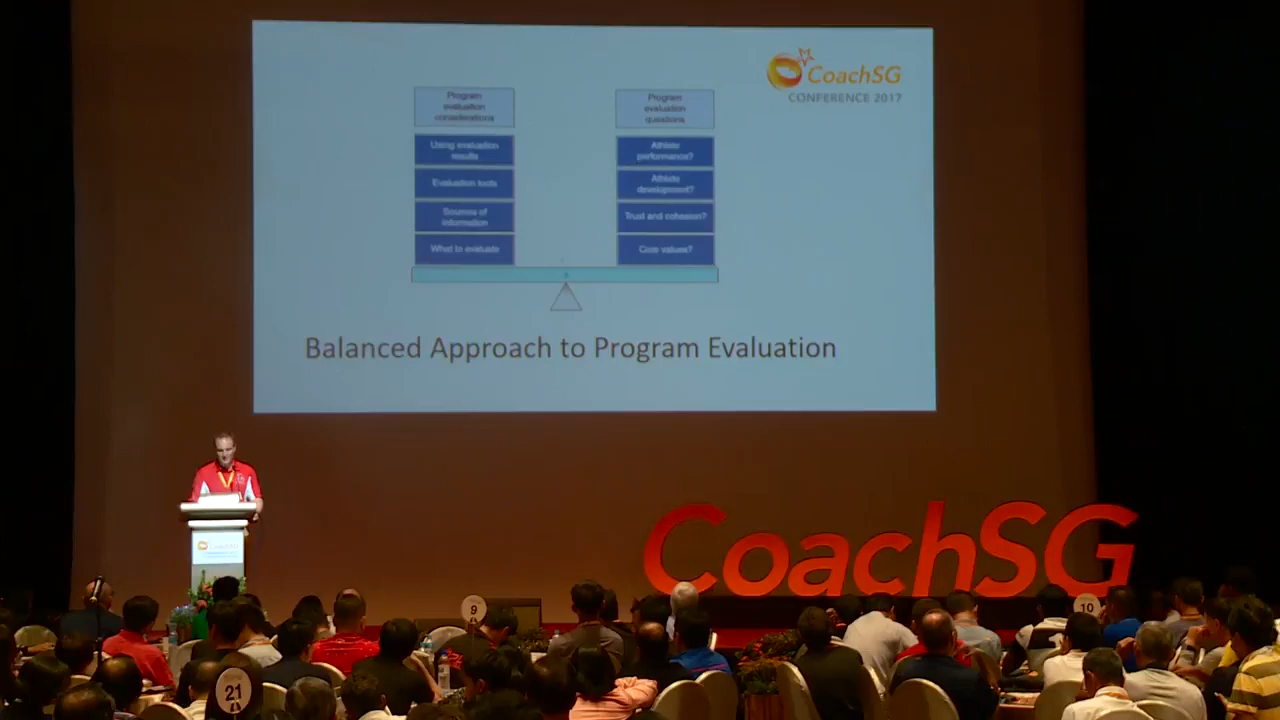 CoachSG
CONFERENCE 2017
Program
evaluation
considerations
Using evaluation
results
Evaluation tools
Sources of
information
What to evaluate
Program
evaluation
questions
Athlete
performance?
Athlete
development?
Trust and cohesion?
Core values?
Balanced Approach to Program Evaluation
CoachSG
9
10
21